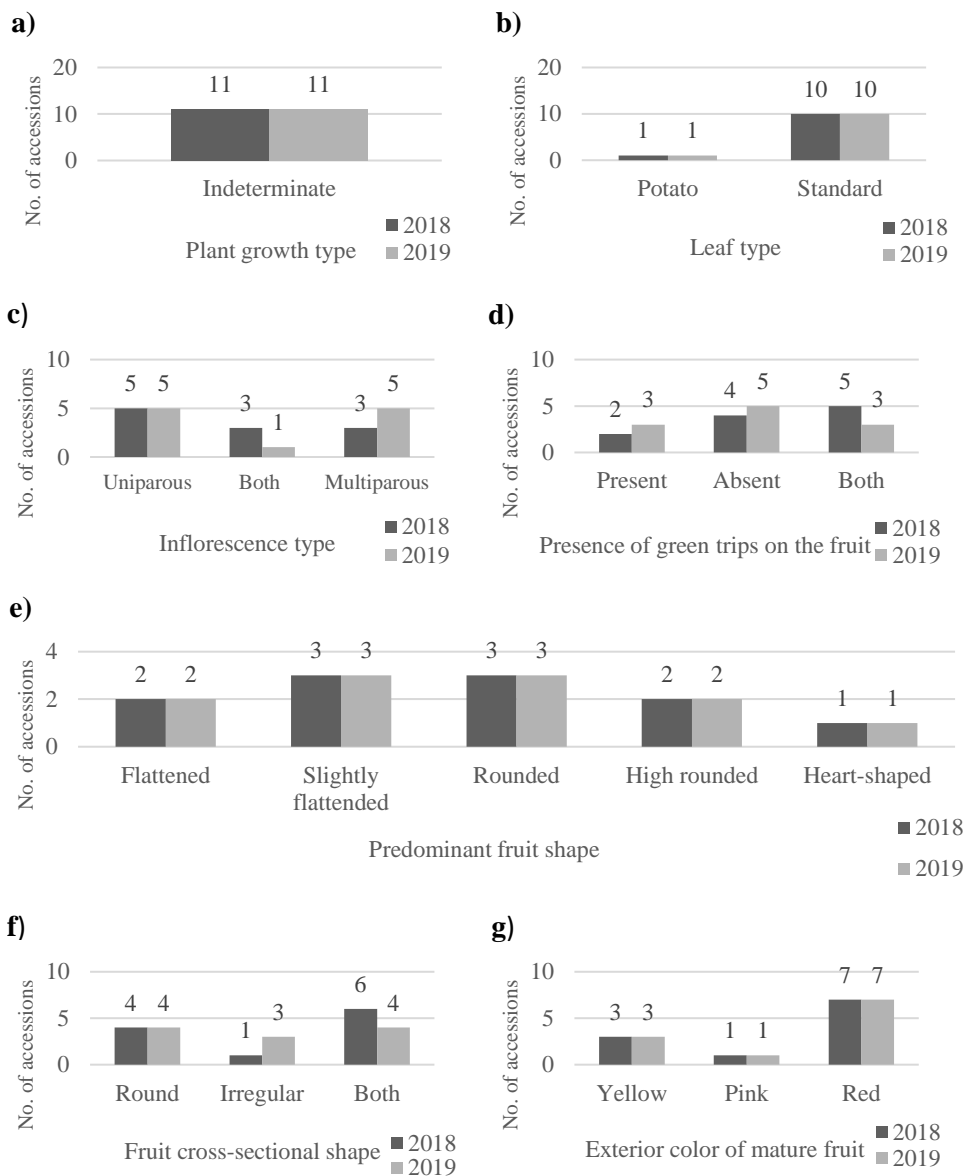 a)
No. of accessions
20
10
0
11 11
Indeterminate
Plant growth type
2018
2019
b)
No. of accessions
20
10
0
1 1 10 10
Potato Standard
Leaf type
2018
2019
c)
No. of accessions
10
5
0
5 5 3 1 3 5
Uniparous Both Multiparous
Inflorescence type
2018
2019
d)
No. of accessions
10
5
0
2 3 4 5 5 3
Present Absent Both
Presence of green trips on the fruit
2018
2019
e)
No. of accessions
4
2
0
2 2 3 3 3 3 2 2 1 1
Flattened Slightly flattended Rounded High rounded Heart-shaped
Predominant fruit shape
2018
2019
f)
No. of accessions
10
5
0
4 4 1 3 6 4
Round Irregular Both
Fruit cross-sectional shape
2018
2019
g)
No. of accessions
10
5
0
3 3 1 1 7 7
Yellow Pink Red
Exterior color of mature fruit
2018
2019